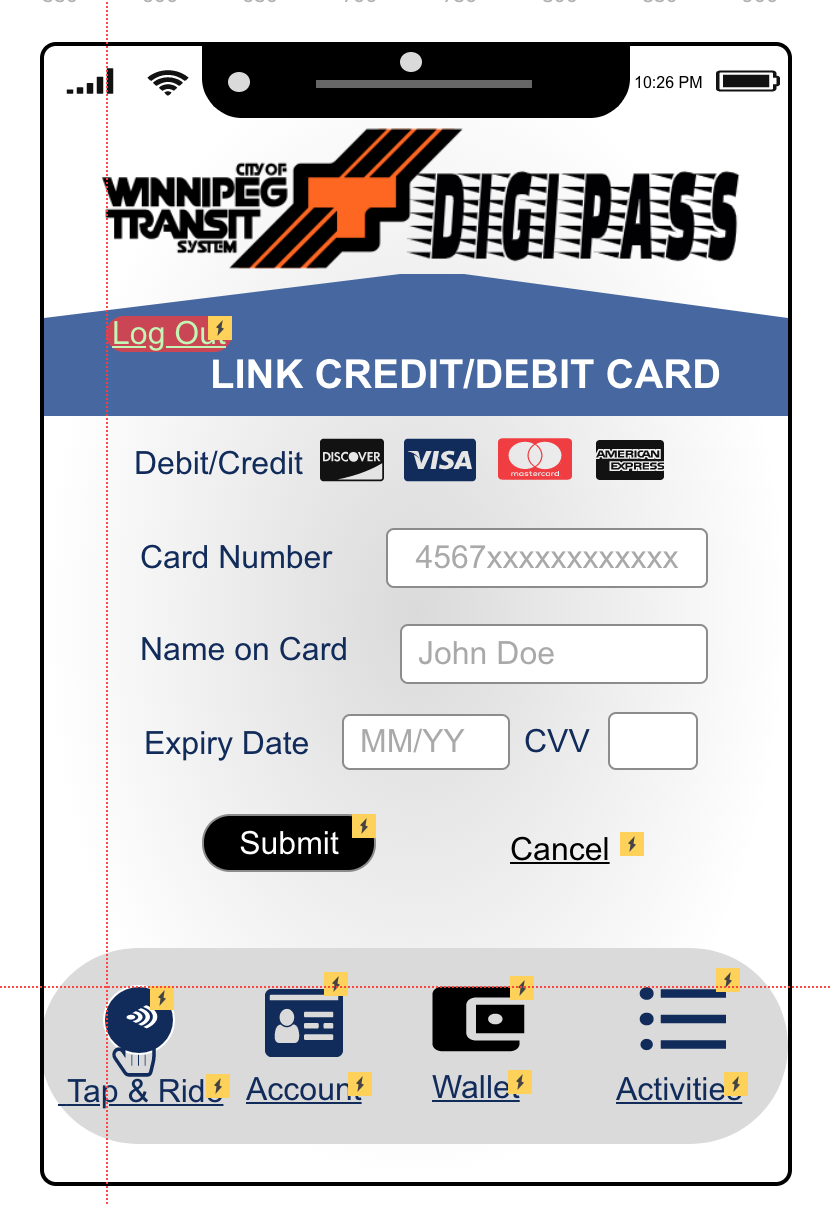 10:26 PM
CITY OF
WINNIPEG
TRANSIT
SYSTEM
DIGI PASS
Log Out
LINK CREDIT/DEBIT CARD
Debit/Credit DISCOVER VISA mastercard AMERICAN EXPRESS
Card Number 4567xxxxxxxxxxxx
Name on Card John Doe
Expiry Date MM/YY CVV
Submit Cancel
Tap & Ride Account Wallet Activities